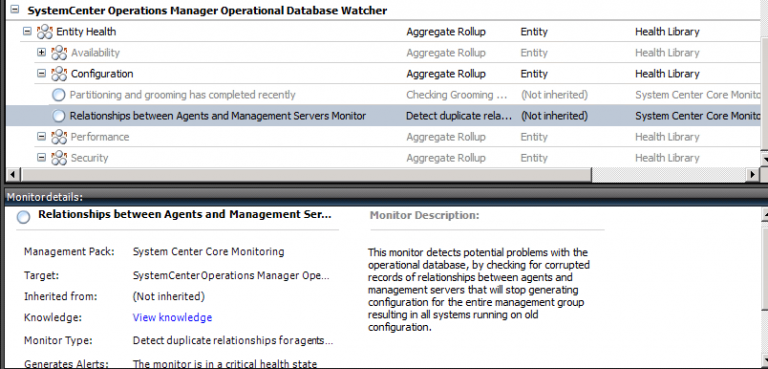 SystemCenter Operations Manager Operational Database Watcher
Entity Health Aggregate Rollup Entity Health Library
Availability Aggregate Rollup Entity Health Library
Configuration Aggregate Rollup Entity Health Library
Partitioning and grooming has completed recently Checking Grooming ... (Not inherited) System Center Core Monito
Relationships between Agents and Management Servers Monitor Detect duplicate rela... (Not inherited) System Center Core Monito
Performance Aggregate Rollup Entity Health Library
Security Aggregate Rollup Entity Health Library
Monitor details:
Relationships between Agents and Management Ser...
Management Pack: System Center Core Monitoring
Target: SystemCenterOperations Manager Ope...
Inherited from: (Not inherited)
Knowledge: View knowledge
Monitor Type: Detect duplicate relationships for agents...
Generates Alerts: The monitor is in a critical health state
Monitor Description:
This monitor detects potential problems with the
operational database, by checking for corrupted
records of relationships between agents and
management servers that will stop generating
configuration for the entire management group
resulting in all systems running on old
configuration.